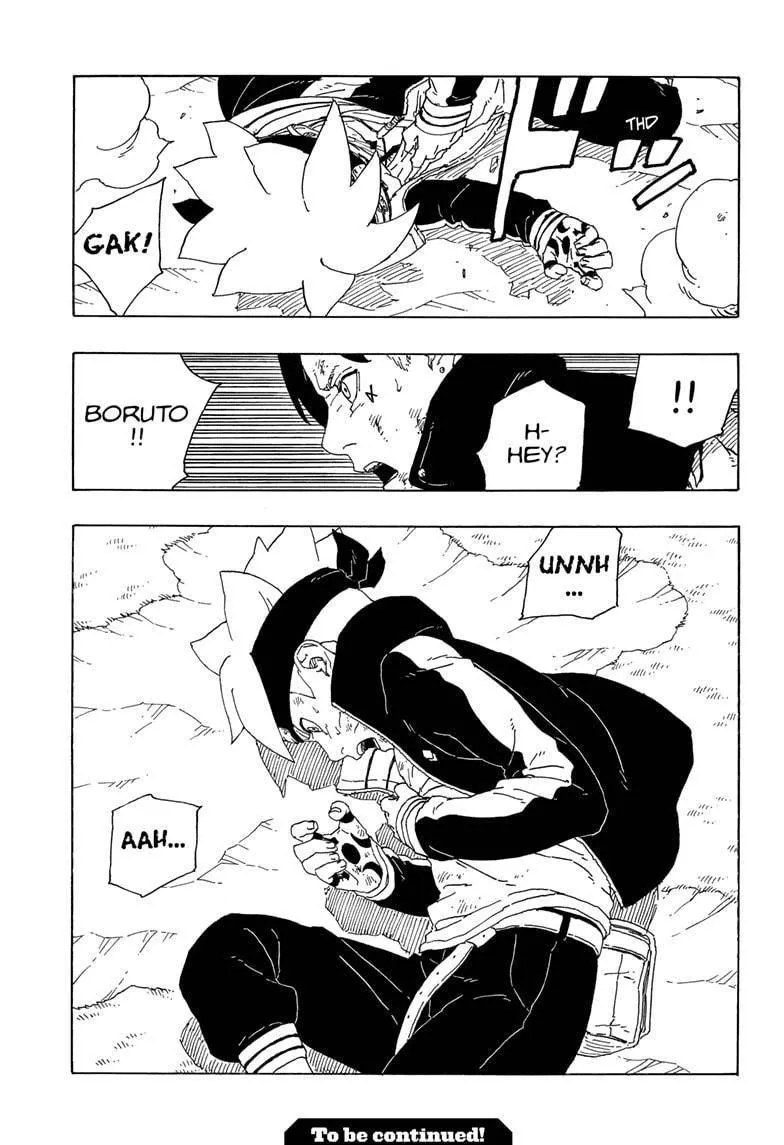 THD
GAK!
!!
H-
HEY?
BORUTO
!!
UNNH
...
AAH...
To be continued!